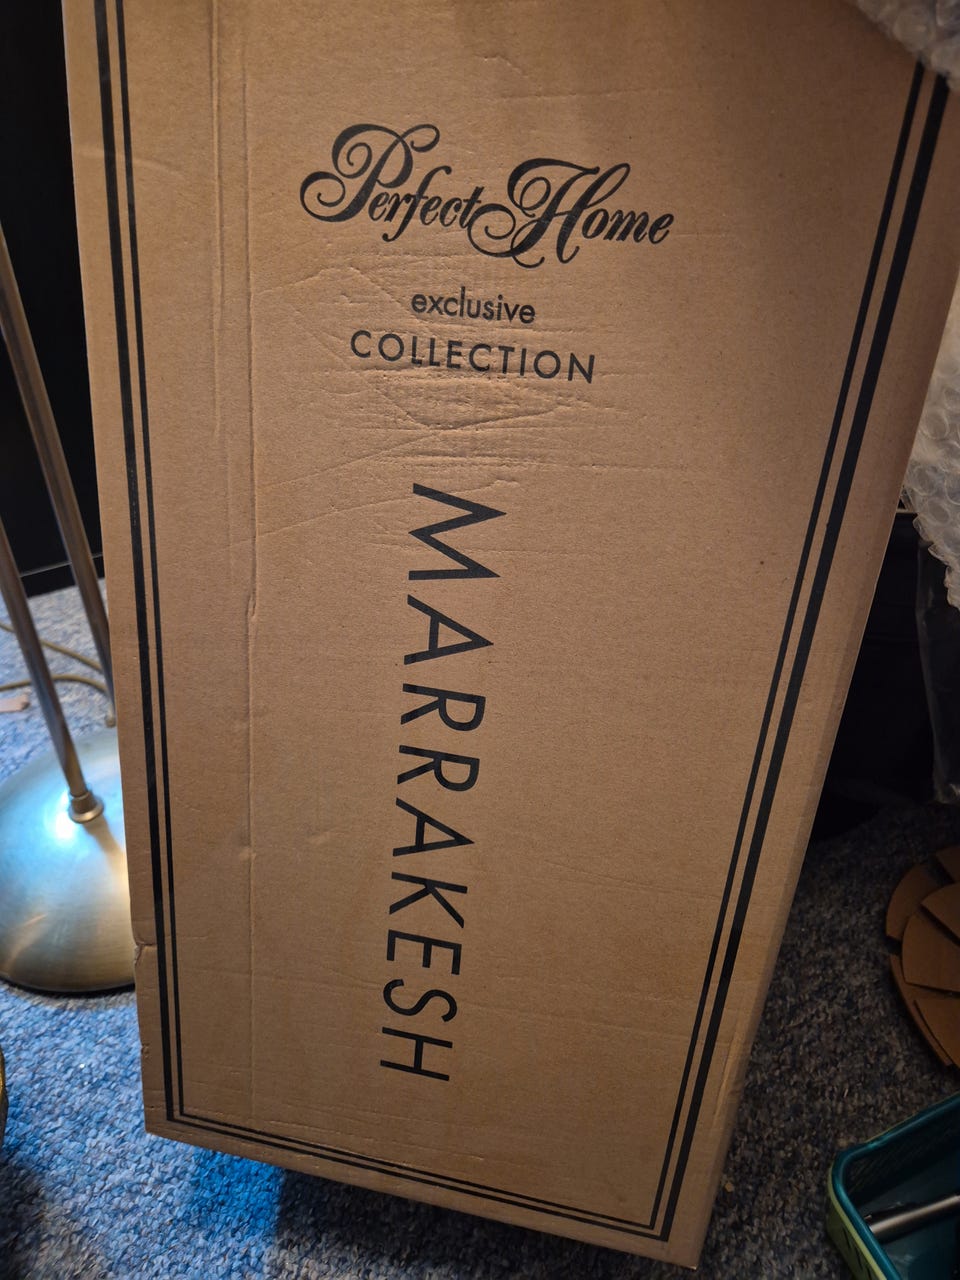 Perfect Home
exclusive
COLLECTION
MARRAKESH